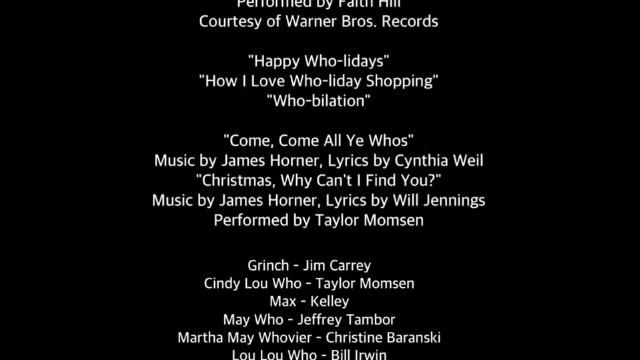 Performed by Faith Hill
Courtesy of Warner Bros. Records
"Happy Who-lidays"
"How I Love Who-liday Shopping"
"Who-bilation"
"Come, Come All Ye Whos"
Music by James Horner, Lyrics by Cynthia Weil
"Christmas, Why Can't I Find You?"
Music by James Horner, Lyrics by Will Jennings
Performed by Taylor Momsen
Grinch - Jim Carrey
Cindy Lou Who - Taylor Momsen
Max - Kelley
May Who - Jeffrey Tambor
Martha May Whovier - Christine Baranski
Lou Lou Who - Bill Irwin